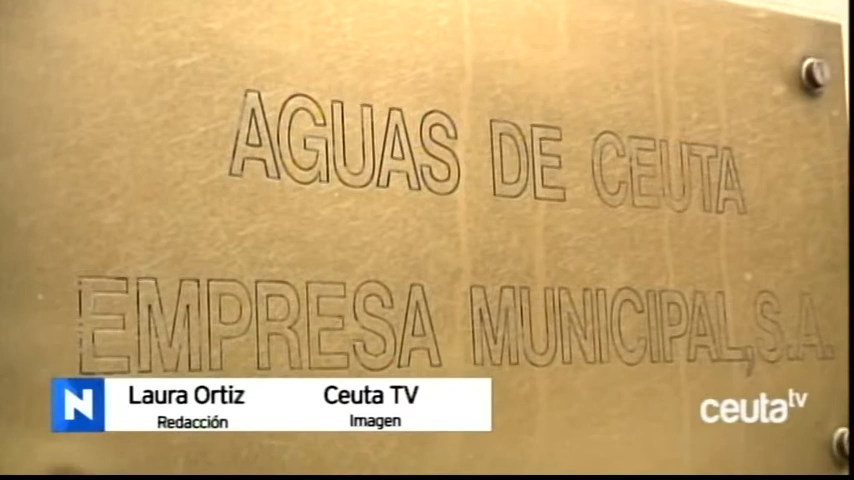 AGUAS DE CEUTA
EMPRESA MUNICIPAL, S.A.
N
Laura Ortiz
Redacción
Ceuta TV
Imagen
ceutatv